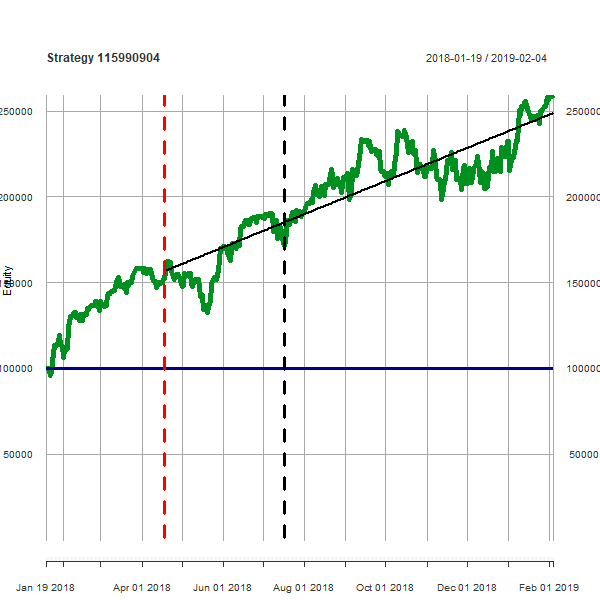 Strategy 115990904 2018-01-19 / 2019-02-04
250000 250000
200000 200000
Equity
150000 150000
100000 100000
50000 50000
Jan 19 2018 Apr 01 2018 Jun 01 2018 Aug 01 2018 Oct 01 2018 Dec 01 2018 Feb 01 2019